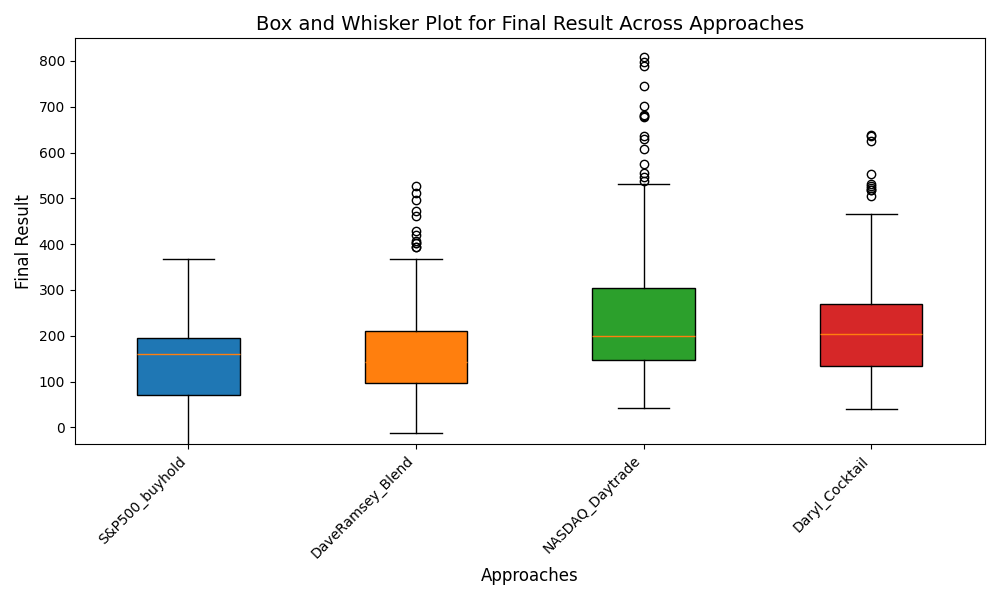 Box and Whisker Plot for Final Result Across Approaches
Final Result
800
700
600
500
400
300
200
100
0
S&P500_buyhold
DaveRamsey_Blend
NASDAQ_Daytrade
Daryl_Cocktail
Approaches